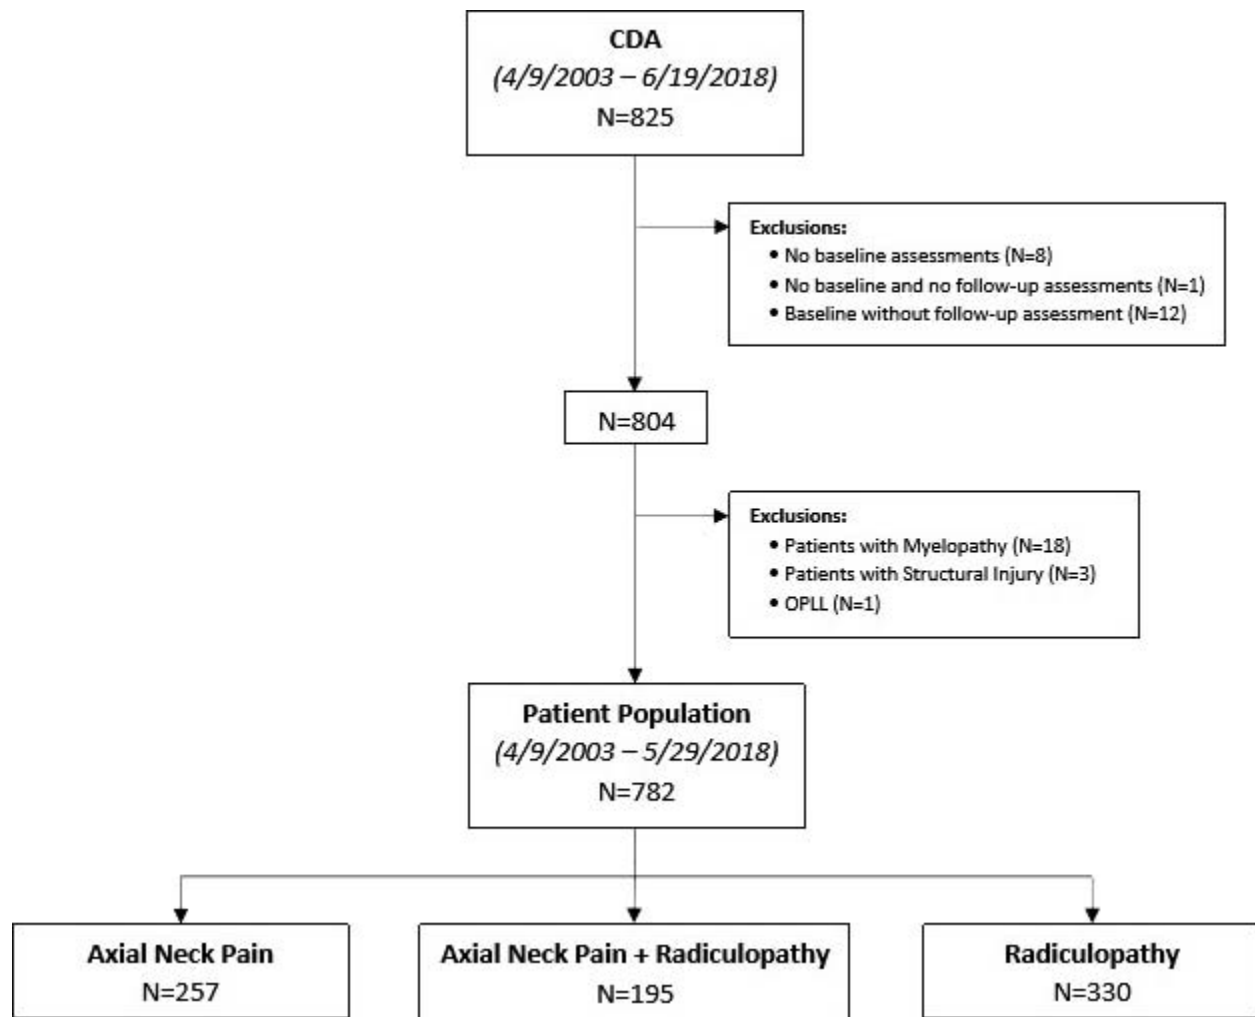 CDA
(4/9/2003 – 6/19/2018)
N=825
Exclusions:
• No baseline assessments (N=8)
• No baseline and no follow-up assessments (N=1)
• Baseline without follow-up assessment (N=12)
N=804
Exclusions:
• Patients with Myelopathy (N=18)
• Patients with Structural Injury (N=3)
• OPLL (N=1)
Patient Population
(4/9/2003 – 5/29/2018)
N=782
Axial Neck Pain
N=257
Axial Neck Pain + Radiculopathy
N=195
Radiculopathy
N=330